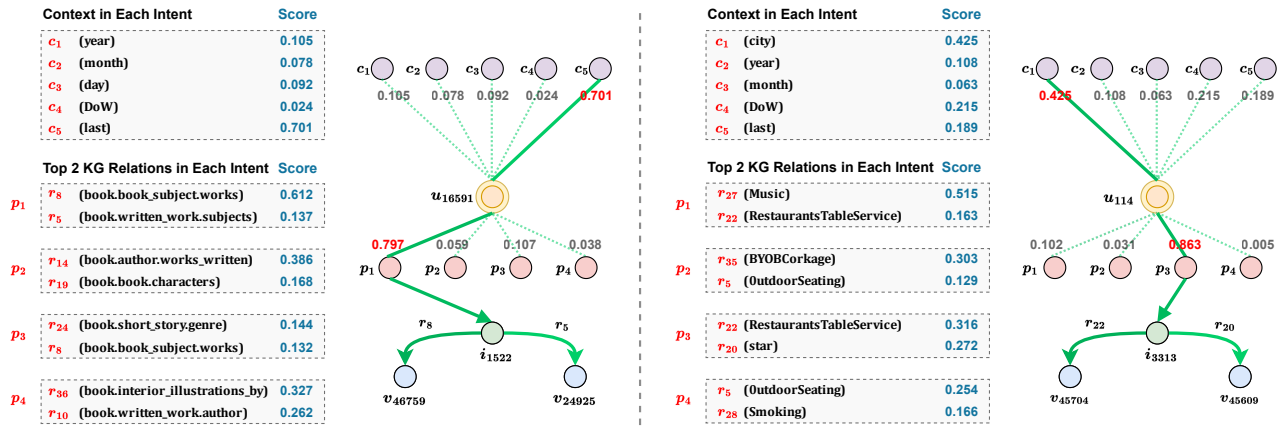 Context in Each Intent Score
c1 (year) 0.105
c2 (month) 0.078
c3 (day) 0.092
c4 (DoW) 0.024
c5 (last) 0.701
Top 2 KG Relations in Each Intent Score
p1
r8 (book.book_subject.works) 0.612
r5 (book.written_work.subjects) 0.137
p2
r14 (book.author.works_written) 0.386
r19 (book.book.characters) 0.168
p3
r24 (book.short_story.genre) 0.144
r8 (book.book_subject.works) 0.132
p4
r36 (book.interior_illustrations_by) 0.327
r10 (book.written_work.author) 0.262
c1 c2 c3 c4 c5
0.105 0.078 0.092 0.024 0.701
u16591
0.797 0.059 0.107 0.038
p1 p2 p3 p4
r8 r5
i1522
v46759 v24925
Context in Each Intent Score
c1 (city) 0.425
c2 (year) 0.108
c3 (month) 0.063
c4 (DoW) 0.215
c5 (last) 0.189
Top 2 KG Relations in Each Intent Score
p1
r27 (Music) 0.515
r22 (RestaurantsTableService) 0.163
p2
r35 (BYOBCorkage) 0.303
r5 (0utdoorSeating) 0.129
p3
r22 (RestaurantsTableService) 0.316
r20 (star) 0.272
p4
r5 (0utdoorSeating) 0.254
r28 (Smoking) 0.166
c1 c2 c3 c4 c5
0.425 0.108 0.063 0.215 0.189
u114
0.102 0.031 0.863 0.005
p1 p2 p3 p4
r22 r20
i3313
v45704 v45609